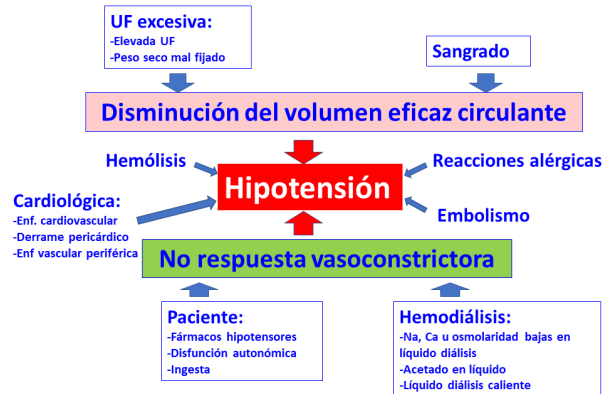 UF excesiva:
-Elevada UF
-Peso seco mal fijado
Sangrado
Disminución del volumen eficaz circulante
Hemólisis
Reacciones alérgicas
Hipotensión
Cardiológica:
-Enf. cardiovascular
-Derrame pericárdico
-Enf vascular periférica
Embolismo
No respuesta vasoconstrictora
Paciente:
-Fármacos hipotensores
-Disfunción autonómica
-Ingesta
Hemodiálisis:
-Na, Ca u osmolaridad bajas en
líquido diálisis
-Acetado en líquido
-Líquido diálisis caliente